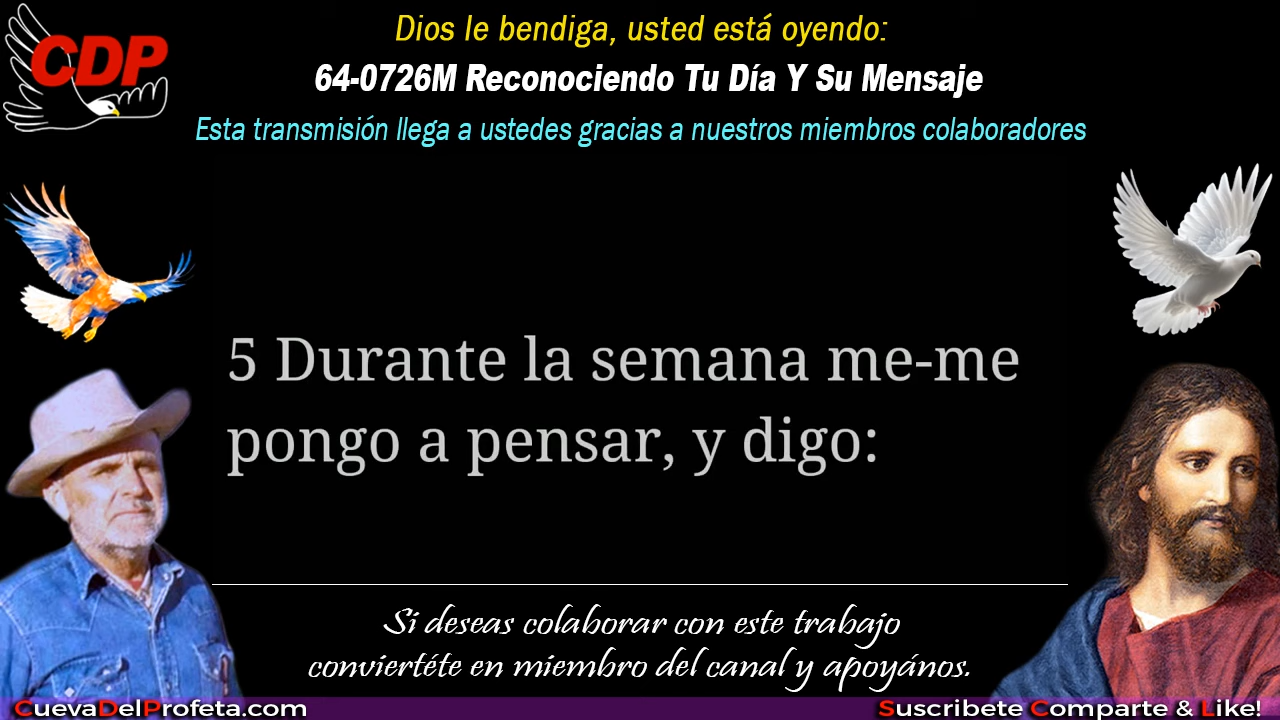 CDP
Dios le bendiga, usted está oyendo:
64-0726M Reconociendo Tu Día Y Su Mensaje
Esta transmisión llega a ustedes gracias a nuestros miembros colaboradores
5 Durante la semana me-me
pongo a pensar, y digo:
Si deseas colaborar con este trabajo
conviertéte en miembro del canal y apoyános.
CuevaDelProfeta.com
Suscribete Comparte & Like!